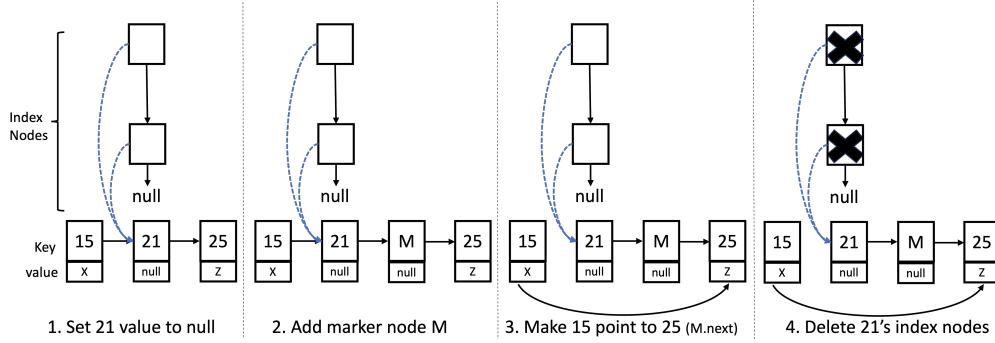 Index
Nodes
null
null
null
null
Key
15
21
25
15
21
M
25
15
21
M
25
15
21
M
25
value
X
null
Z
X
null
null
Z
X
null
null
Z
X
null
null
Z
1. Set 21 value to null
2. Add marker node M
3. Make 15 point to 25 (M.next)
4. Delete 21's index nodes